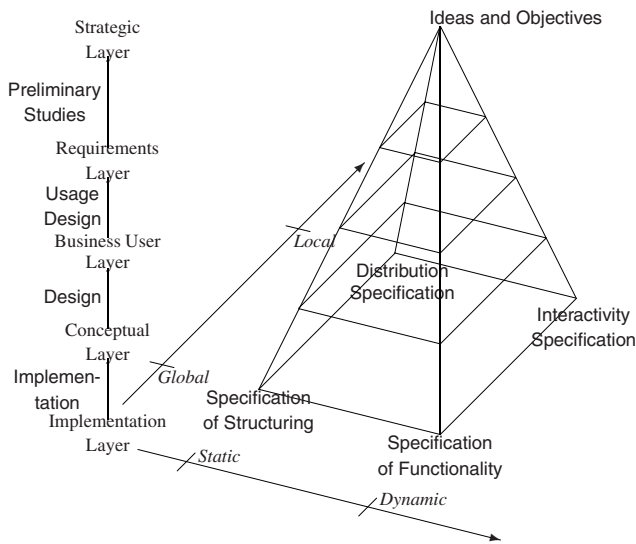 Ideas and Objectives
Strategic
Layer
Preliminary
Studies
Requirements
Layer
Usage
Design
Business User
Layer
Design
Conceptual
Layer
Implemen-
tation
Implementation
Layer
Local
Global
Static
Dynamic
Distribution
Specification
Interactivity
Specification
Specification
of Structuring
Specification
of Functionality